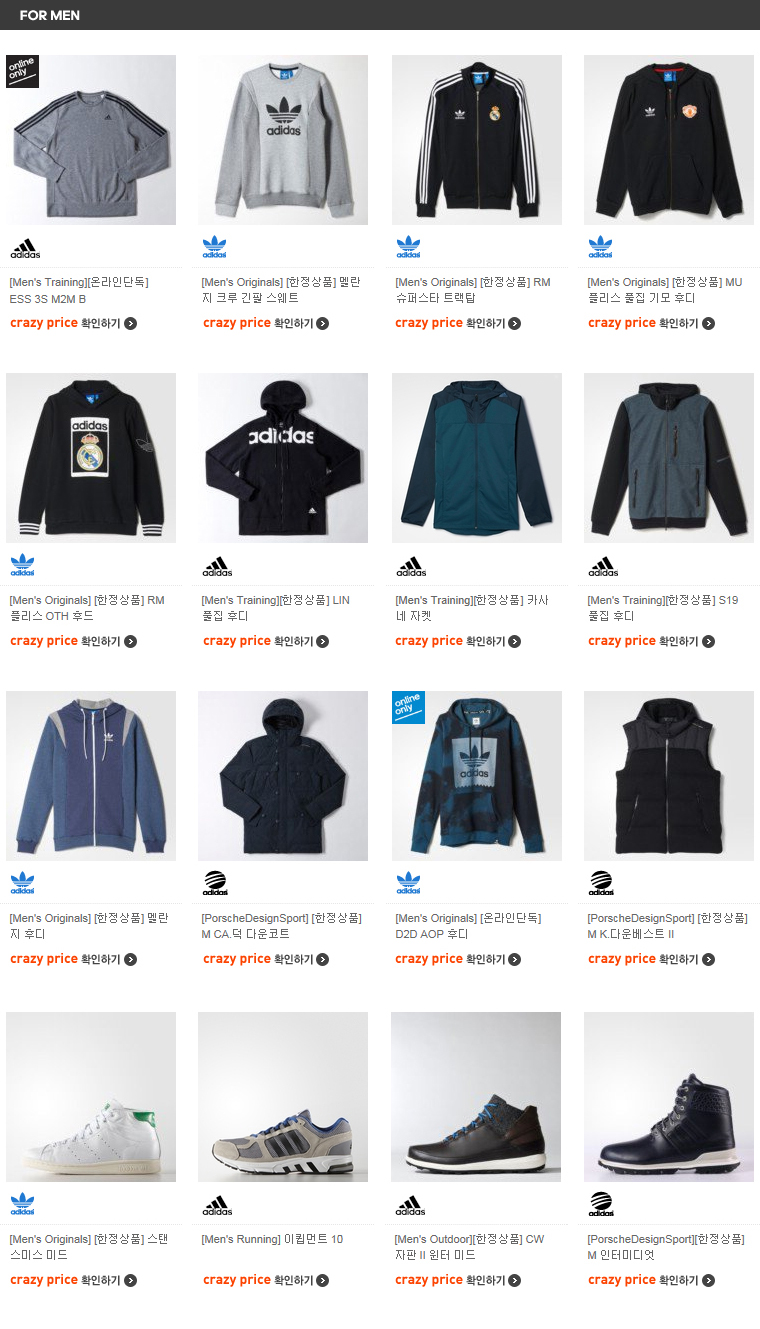 FOR MEN
online
only
adidas
adidas
adidas
adidas
adidas
[Men's Training][온라인단독]
ESS 3S M2M B
[Men's Originals] [한정상품]멜란
지 크루 긴팔 스웨트
[Men's Originals] [한정상품] RM
슈퍼스타 트랙탑
[Men's Originals] [한정상품] MU
플리스 풀집 기모 후디
crazy price 확인하기
crazy price 확인하기
crazy price 확인하기
crazy price 확인하기
adidas
adidas
adidas
adidas
adidas
adidas
[Men's Originals] [한정상품] RM
플리스 OTH 후드
[Men's Training][한정상품] LIN
풀집 후디
[Men's Training][한정상품] 카사
네 자켓
[Men's Training][한정상품] S19
풀집 후디
crazy price 확인하기
crazy price 확인하기
crazy price 확인하기
crazy price 확인하기
online
only
adidas
adidas
adidas
adidas
adidas
[Men's Originals] [한정상품] 멜란
지 후디
[PorscheDesignSport] [한정상품]
M CA.덕 다운코트
[Men's Originals] [온라인단독]
D2D AOP 후디
[PorscheDesignSport] [한정상품]
M K.다운베스트 II
crazy price 확인하기
crazy price 확인하기
crazy price 확인하기
crazy price 확인하기
adidas
adidas
adidas
adidas
[Men's Originals] [한정상품] 스탠
스미스 미드
[Men's Running] 이큅먼트 10
[Men's Outdoor][한정상품] CW
자판 II 윈터 미드
[PorscheDesignSport][한정상품]
M 인터미디엇
crazy price 확인하기
crazy price 확인하기
crazy price 확인하기
crazy price 확인하기